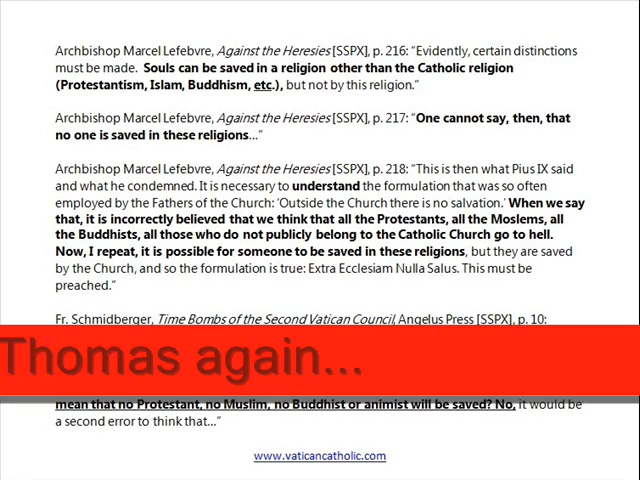 Archbishop Marcel Lefebvre, Against the Heresies [SSPX], p. 216: “Evidently, certain distinctions
must be made.  Souls can be saved in a religion other than the Catholic religion
(Protestantism, Islam, Buddhism, etc.), but not by this religion.”
Archbishop Marcel Lefebvre, Against the Heresies [SSPX], p. 217: “One cannot say, then, that
no one is saved in these religions…”
Archbishop Marcel Lefebvre, Against the Heresies [SSPX], p. 218: “This is then what Pius IX said
and what he condemned. It is necessary to understand the formulation that was so often
employed by the Fathers of the Church: ‘Outside the Church there is no salvation.’ When we say
that, it is incorrectly believed that we think that all the Protestants, all the Moslems, all
the Buddhists, all those who do not publicly belong to the Catholic Church go to hell.
Now, I repeat, it is possible for someone to be saved in these religions, but they are saved
by the Church, and so the formulation is true: Extra Ecclesiam Nulla Salus. This must be
preached.”
Fr. Schmidberger, Time Bombs of the Second Vatican Council, Angelus Press [SSPX], p. 10:
Thomas again...
mean that no Protestant, no Muslim, no Buddhist or animist will be saved? No, it would be
a second error to think that…”
www.vaticancatholic.com